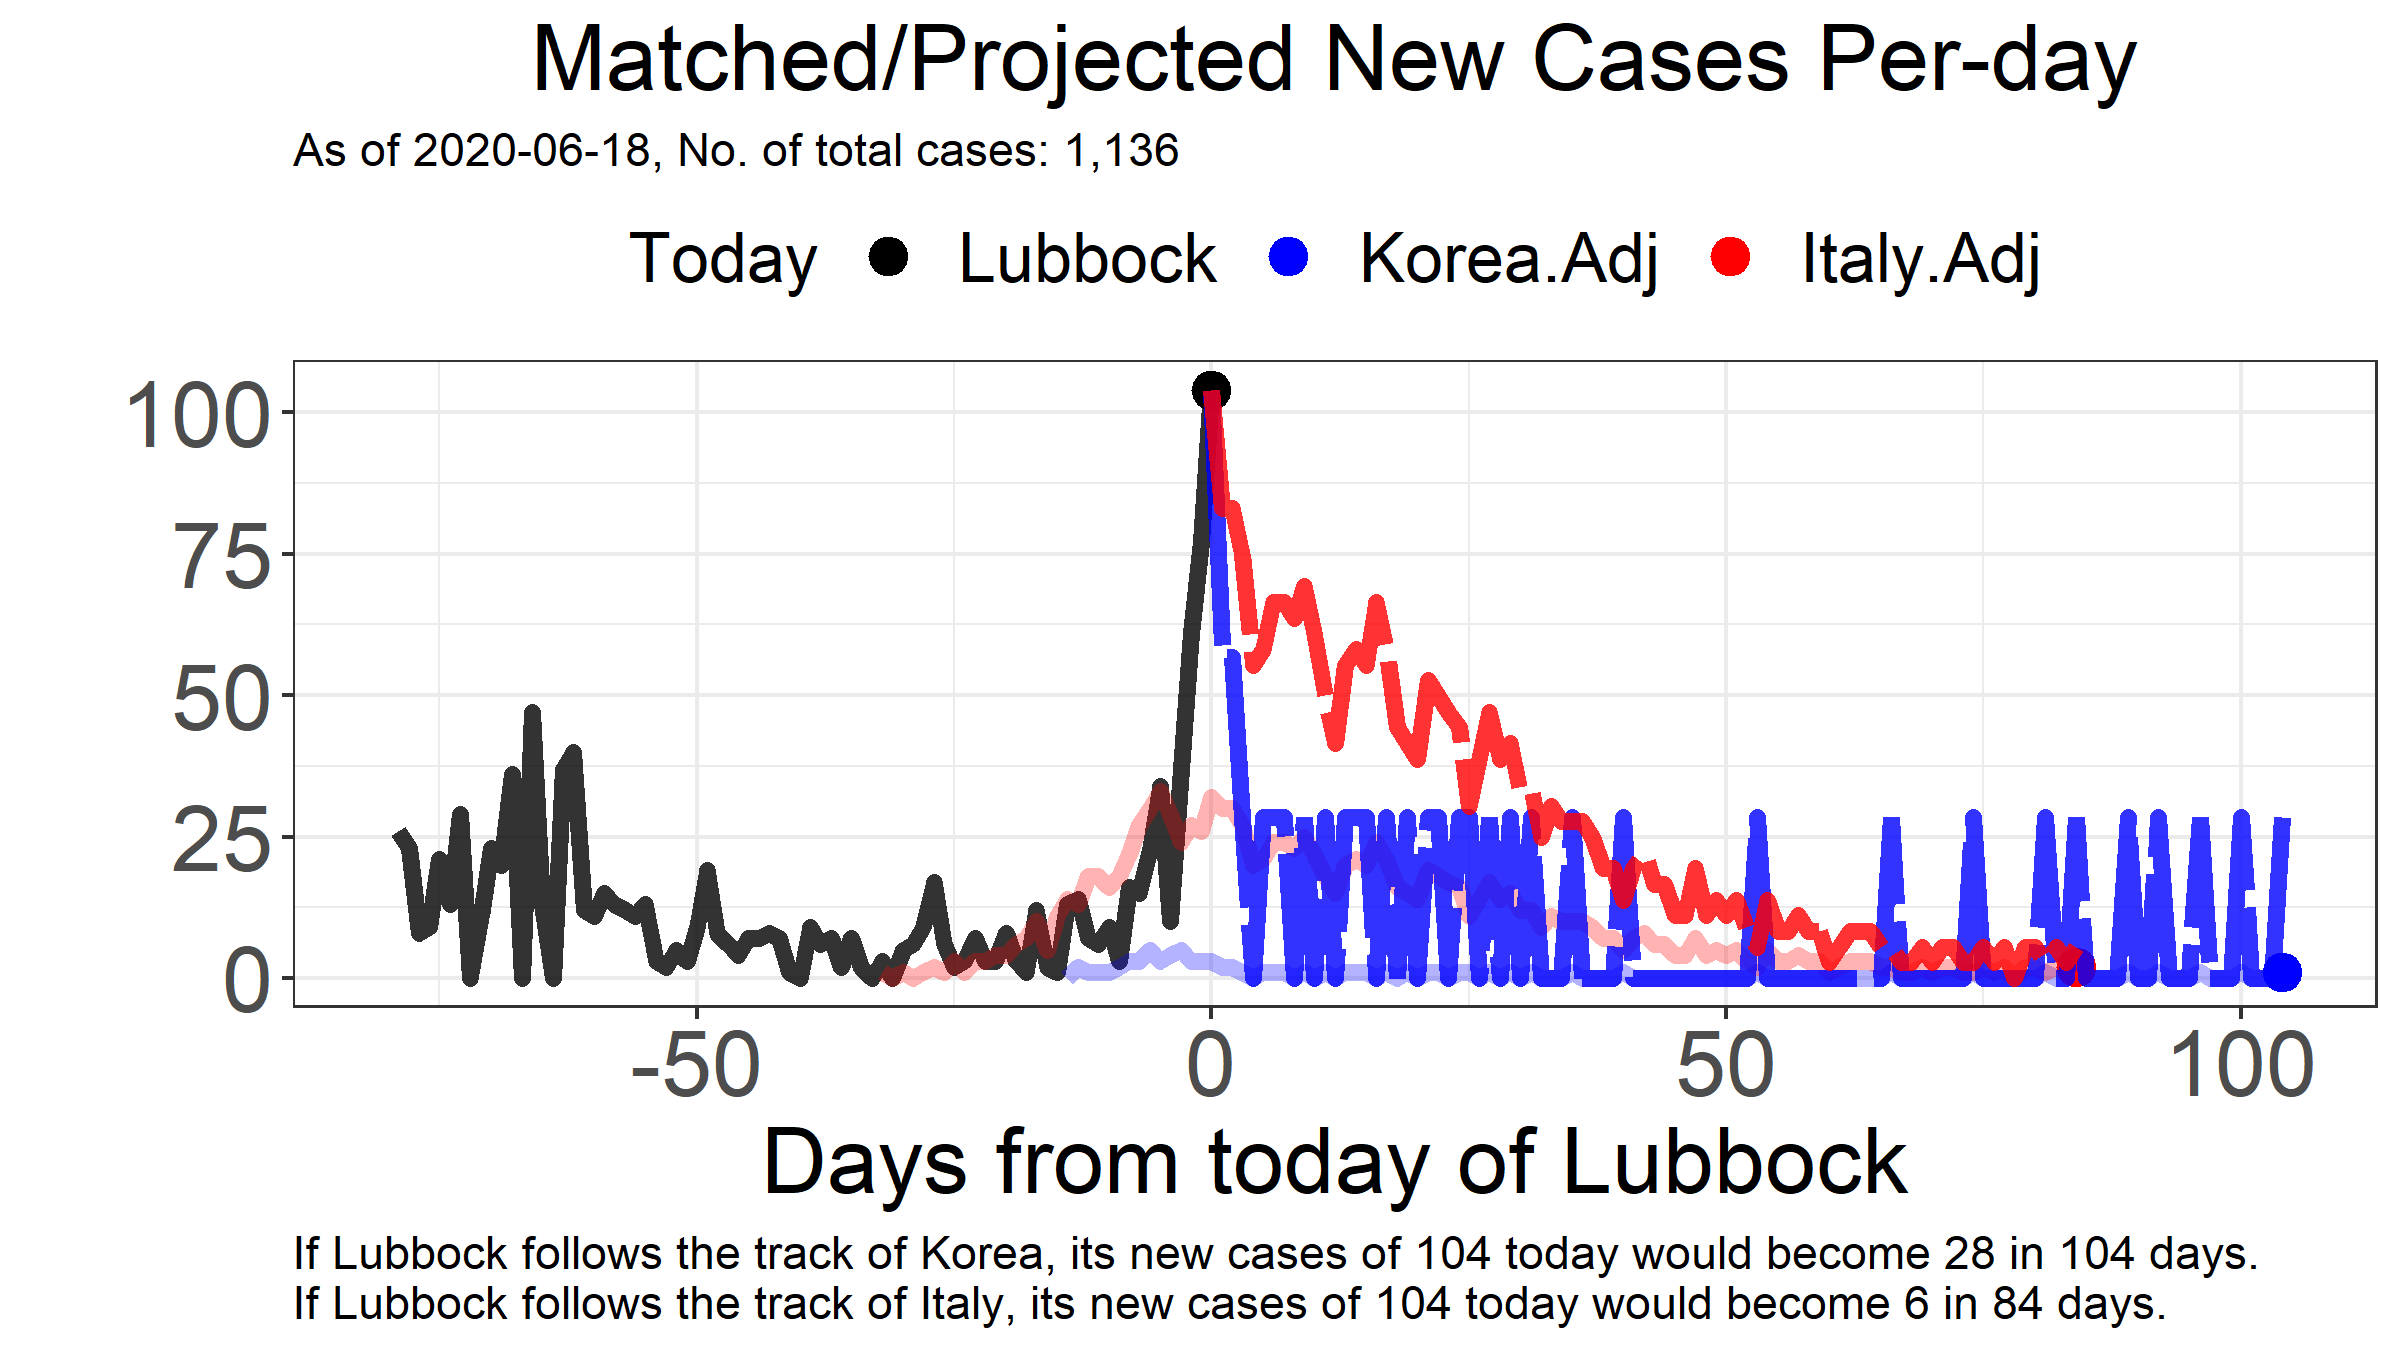 Matched/Projected New Cases Per-day
As of 2020-06-18, No. of total cases: 1,136
Today Lubbock Korea.Adj Italy.Adj
100
75
50
25
0
-50 0 50 100
Days from today of Lubbock
If Lubbock follows the track of Korea, its new cases of 104 today would become 28 in 104 days.
If Lubbock follows the track of Italy, its new cases of 104 today would become 6 in 84 days.